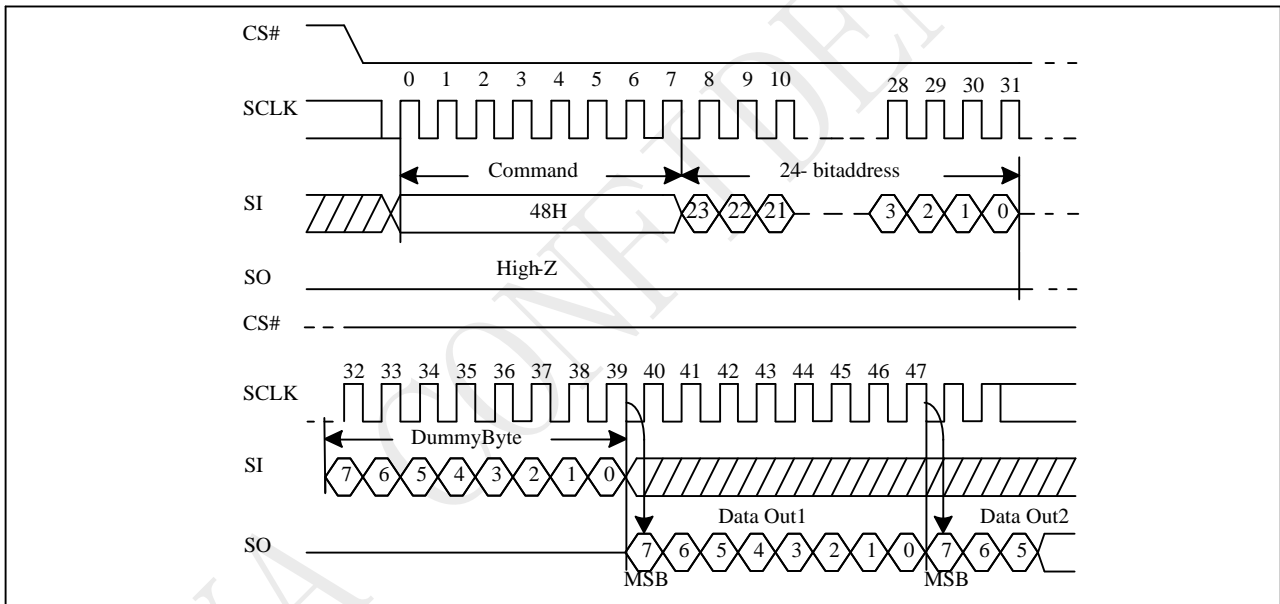 CS#
0 1 2 3 4 5 6 7 8 9 10 28 29 30 31
SCLK
Command 24- bitaddress
SI 48H 23 22 21 3 2 1 0
High-Z
SO
CS#
32 33 34 35 36 37 38 39 40 41 42 43 44 45 46 47
SCLK
DummyByte
SI 7 6 5 4 3 2 1 0
Data Out1 Data Out2
SO 7 6 5 4 3 2 1 0 7 6 5
MSB MSB